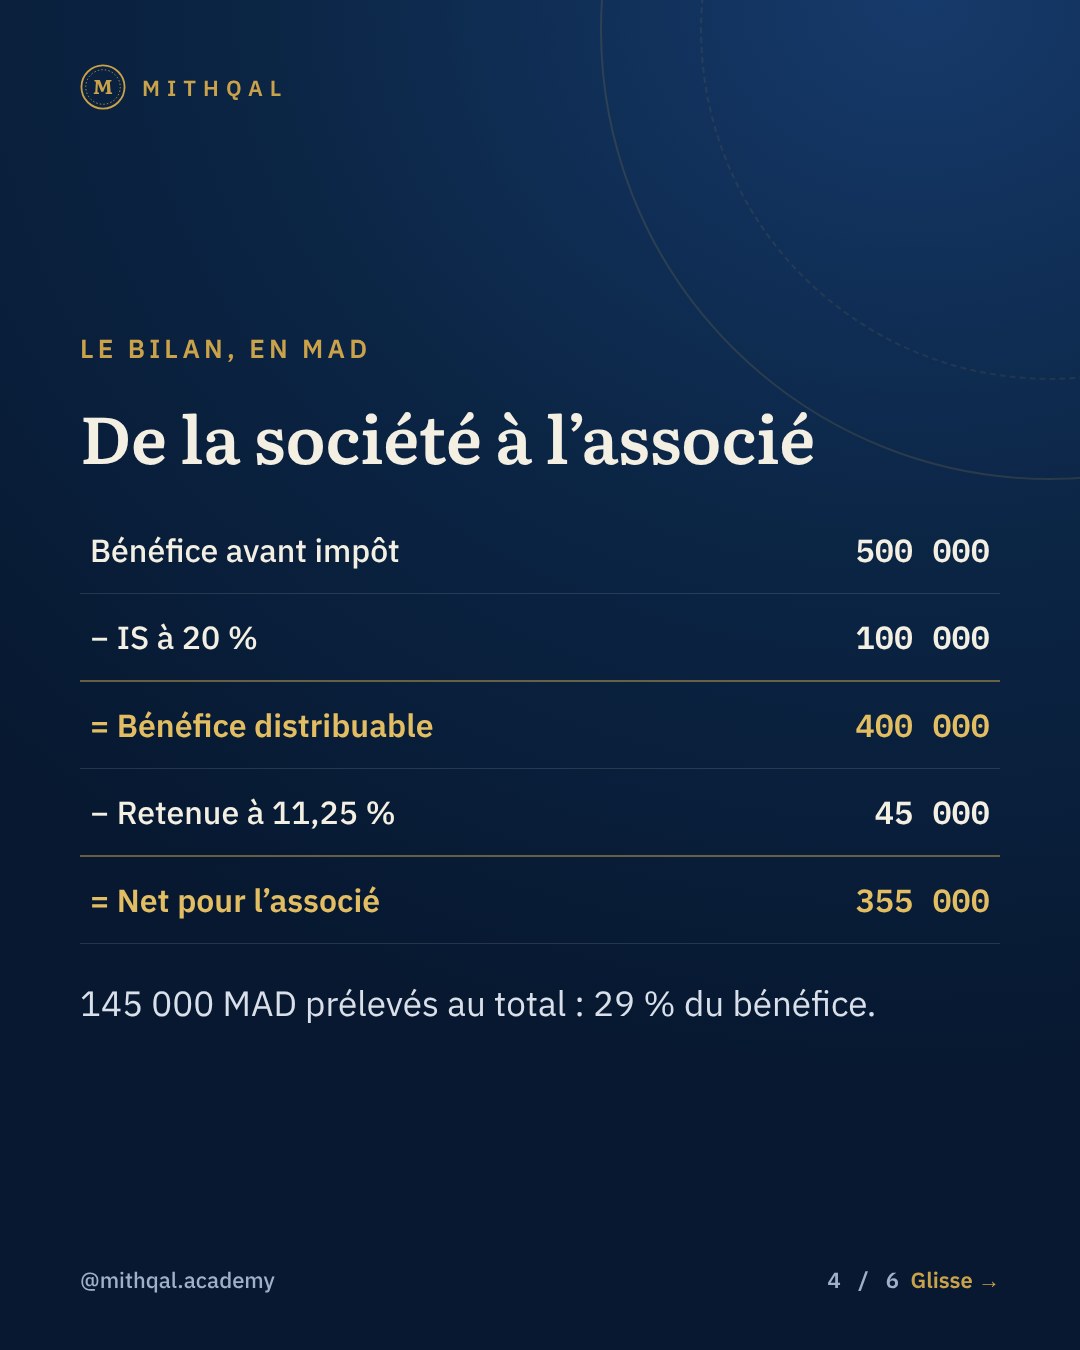 M MITHQAL
LE BILAN, EN MAD
De la société à l’associé
Bénéfice avant impôt 500 000
– IS à 20 % 100 000
= Bénéfice distribuable 400 000
– Retenue à 11,25 % 45 000
= Net pour l’associé 355 000
145 000 MAD prélevés au total : 29 % du bénéfice.
@mithqal.academy 4 / 6 Glisse →